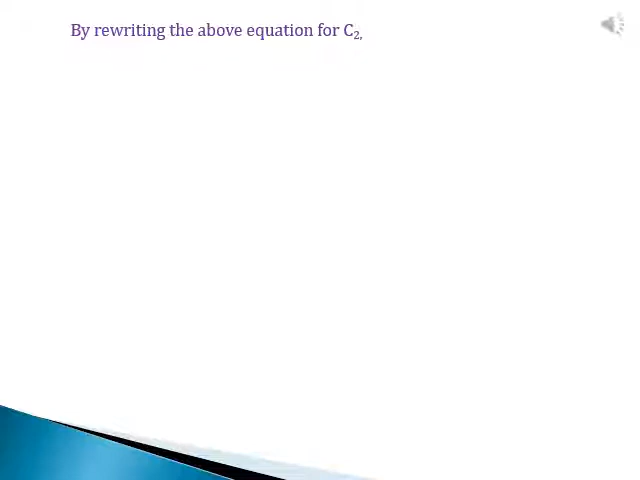 By rewriting the above equation for C₂,